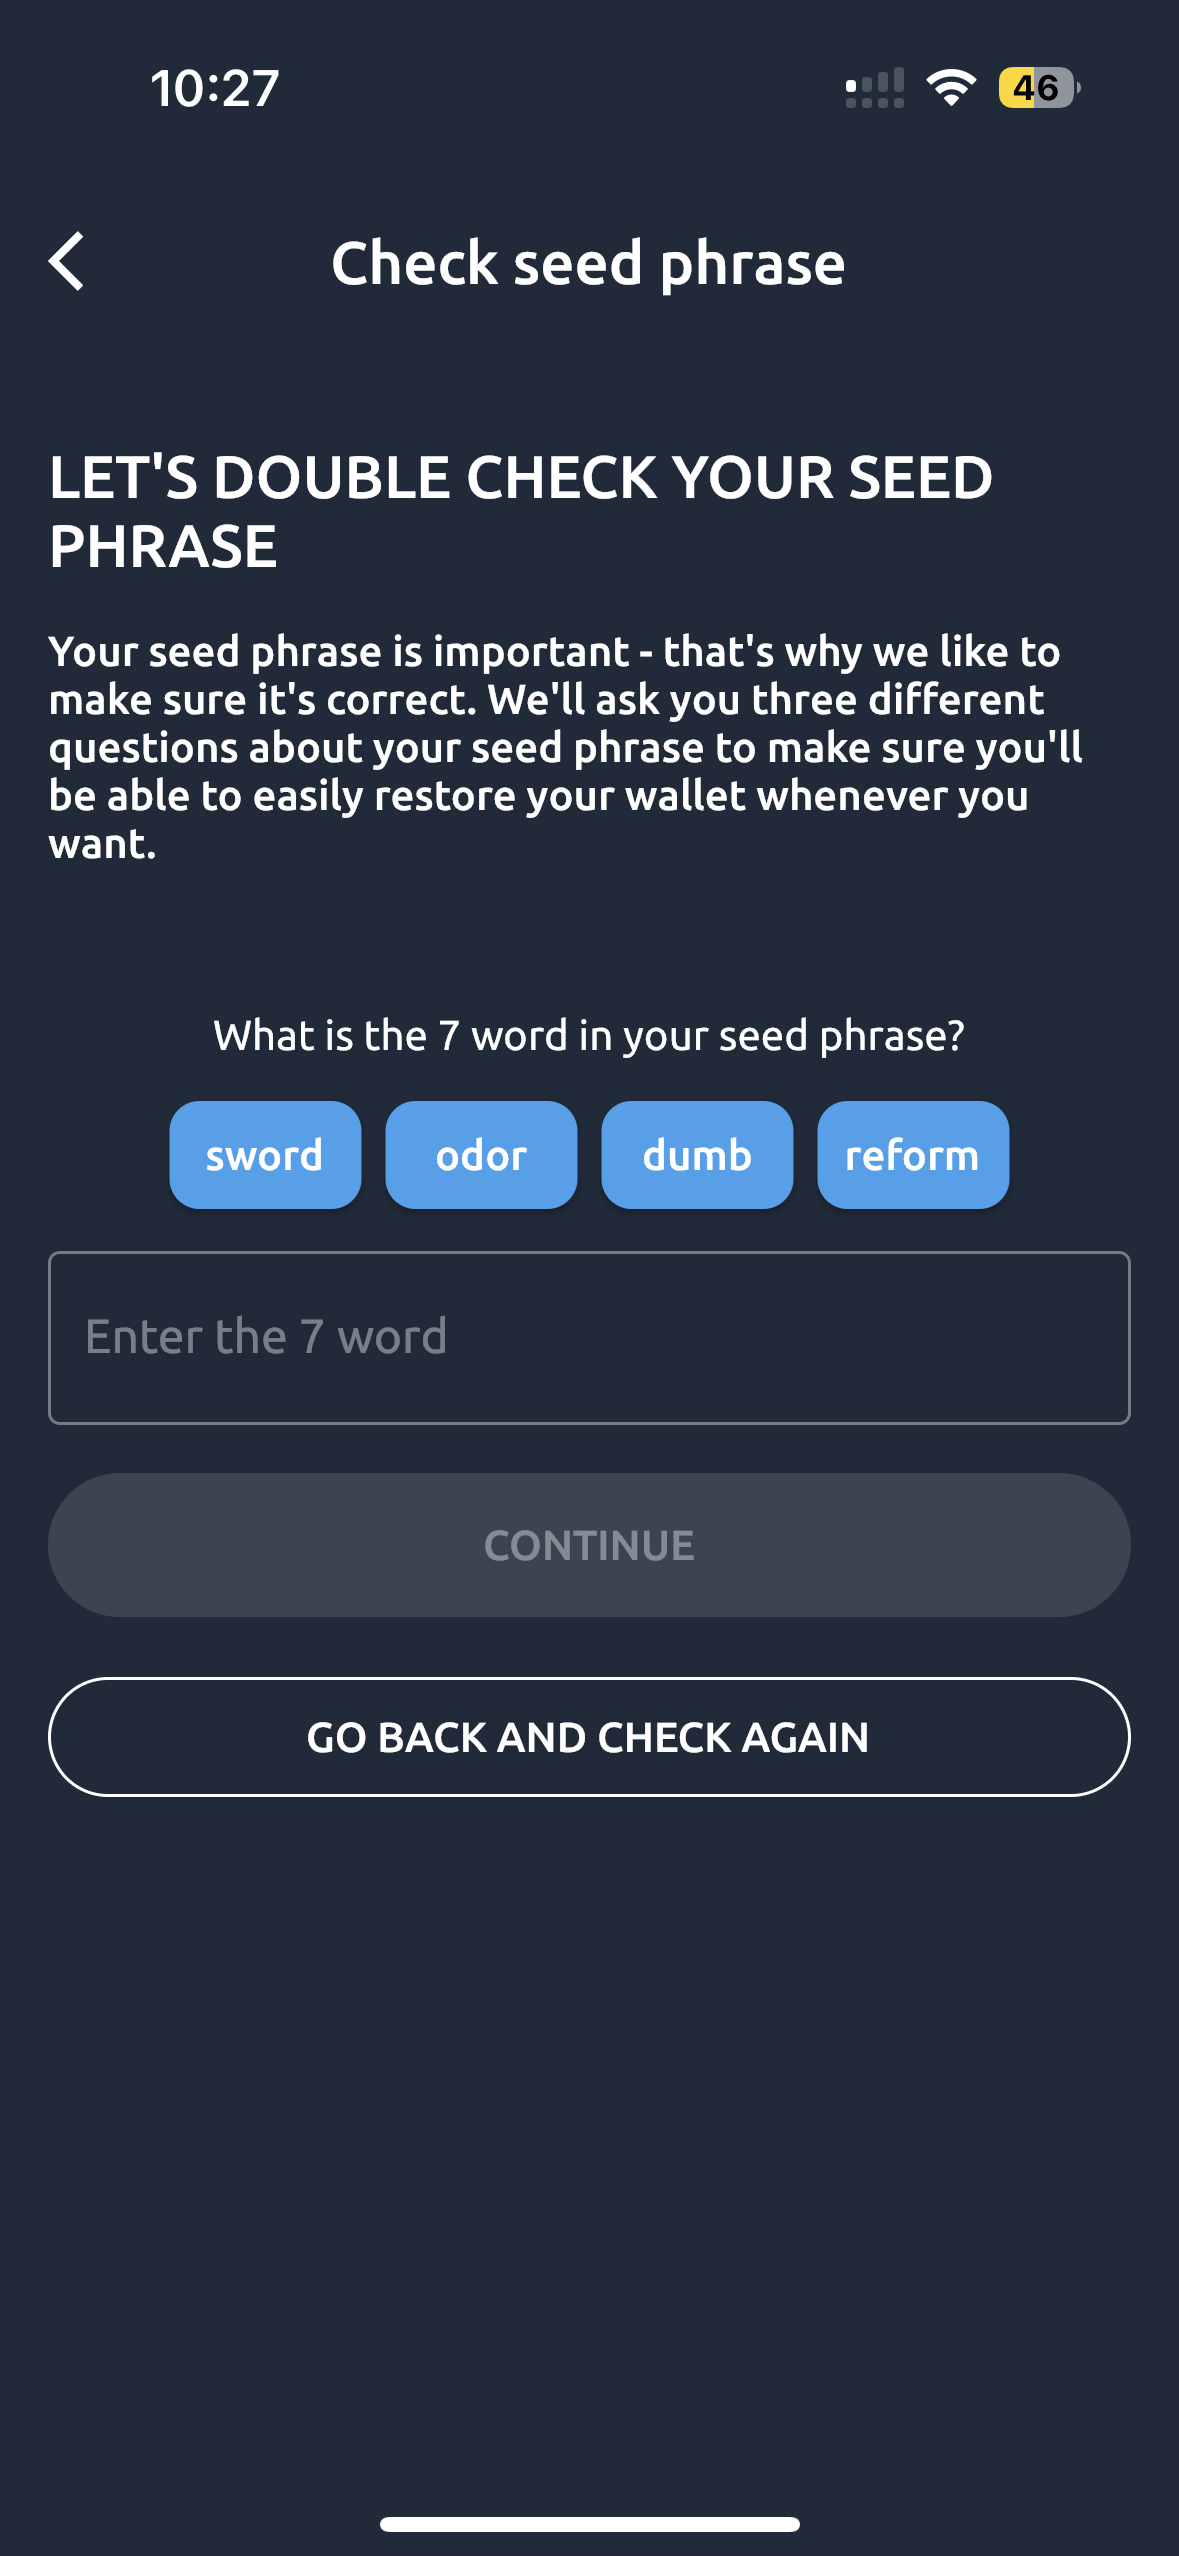 10:27
46
Check seed phrase
LET'S DOUBLE CHECK YOUR SEED
PHRASE
Your seed phrase is important - that's why we like to
make sure it's correct. We'll ask you three different
questions about your seed phrase to make sure you'll
be able to easily restore your wallet whenever you
want.
What is the 7 word in your seed phrase?
sword odor dumb reform
Enter the 7 word
CONTINUE
GO BACK AND CHECK AGAIN